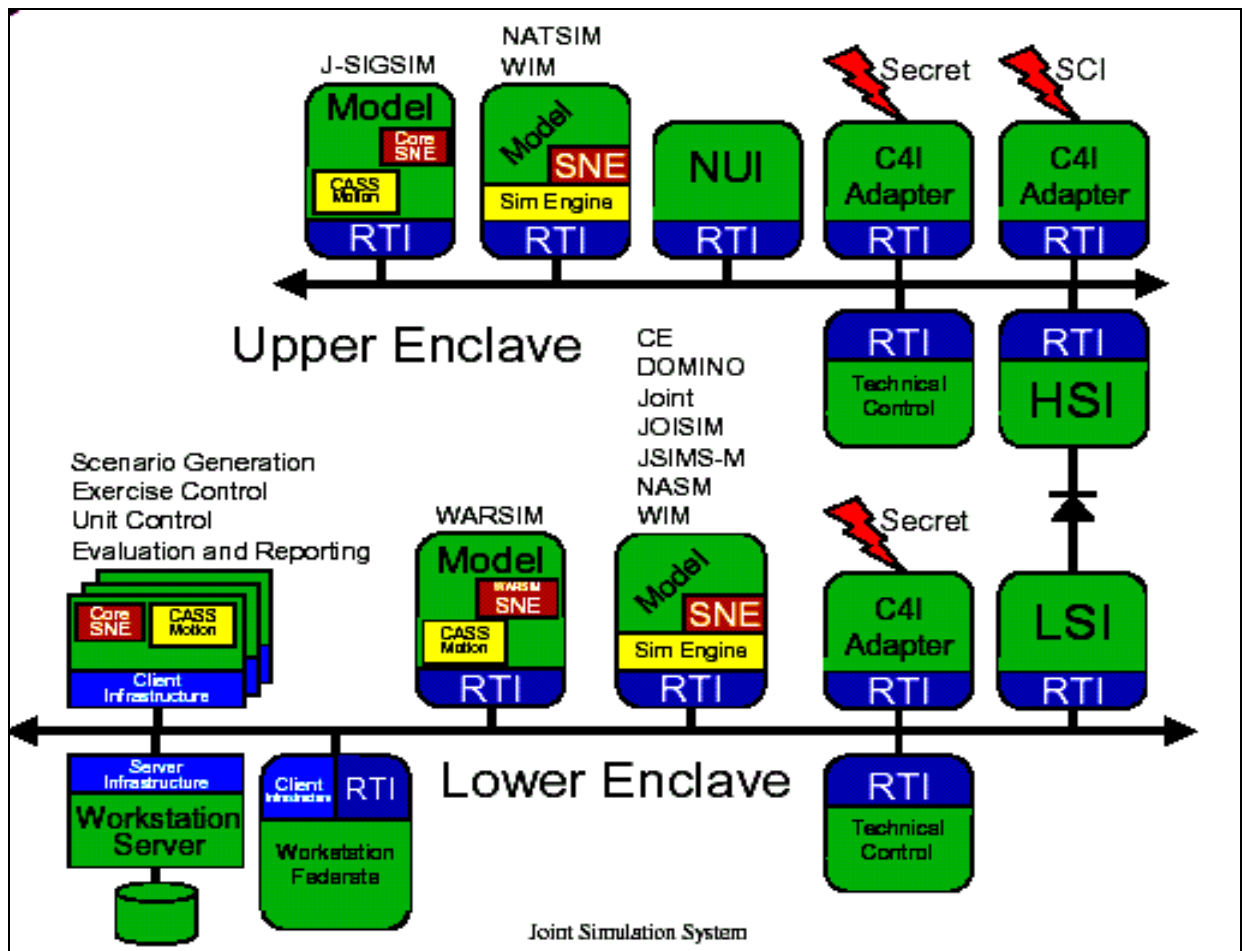 NATSIM
WIM
J-SIGSIM
Secret
SCI
Model
Core
SNE
CASS
Motion
RTI
Model
SNE
Sim Engine
RTI
NUI
RTI
C4I
Adapter
RTI
C4I
Adapter
RTI
Upper Enclave
RTI
Technical
Control
RTI
HSI
CE
DOMINO
Joint
JOISIM
JSIMS-M
NASM
WIM
Scenario Generation
Exercise Control
Unit Control
Evaluation and Reporting
WARSIM
Secret
Core
SNE
CASS
Motion
Client
Infrastructure
Model
WARSIM
SNE
CASS
Motion
RTI
Model
SNE
Sim Engine
RTI
C4I
Adapter
RTI
LSI
RTI
Lower Enclave
Server
Infrastructure
Workstation
Server
Client
Infrastructure
RTI
Workstation
Federate
RTI
Technical
Control
Joint Simulation System